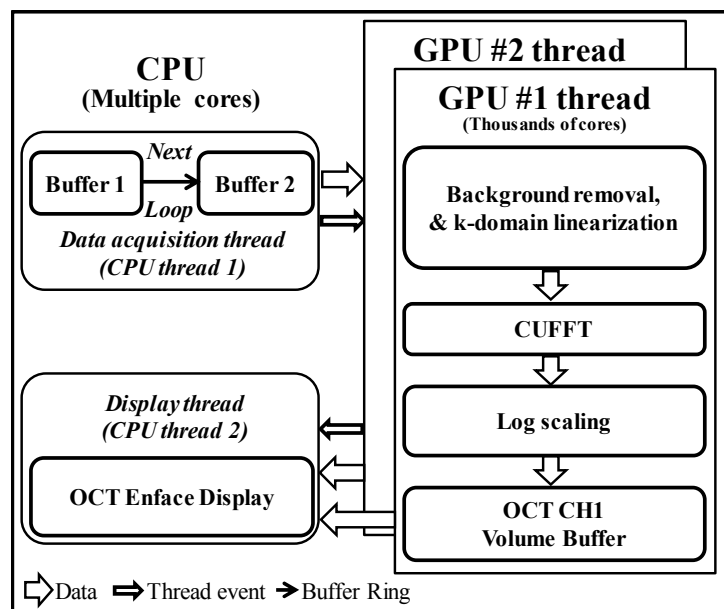 CPU
(Multiple cores)
Buffer 1
Next
Loop
Buffer 2
Data acquisition thread
(CPU thread 1)
Display thread
(CPU thread 2)
OCT Enface Display
GPU #2 thread
GPU #1 thread
(Thousands of cores)
Background removal,
& k-domain linearization
CUFFT
Log scaling
OCT CH1
Volume Buffer
Data
Thread event
Buffer Ring